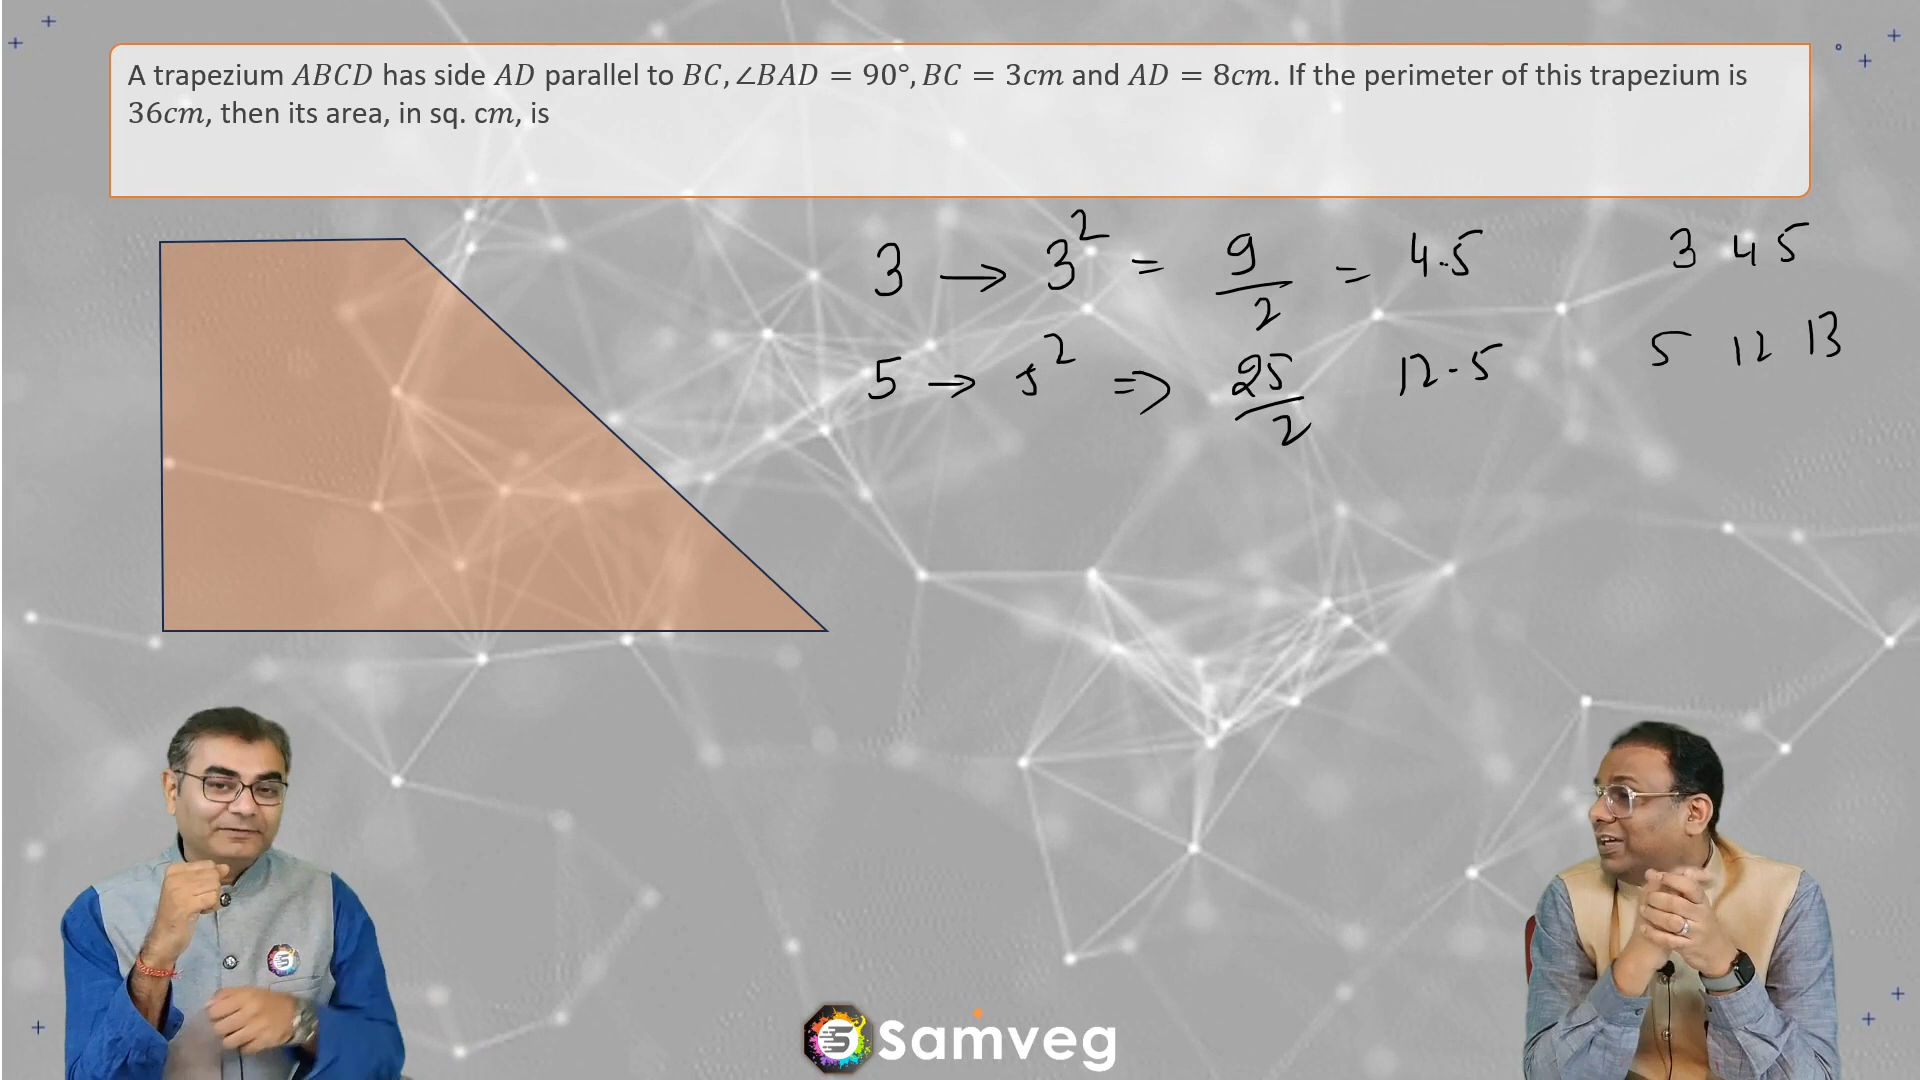 A trapezium ABCD has side AD parallel to BC, ∠BAD = 90°, BC = 3cm and AD = 8cm. If the perimeter of this trapezium is
36cm, then its area, in sq. cm, is
3 → 3² = 9/2 = 4.5
3 4 5
5 → 5² => 25/2 12.5
5 12 13
Samveg